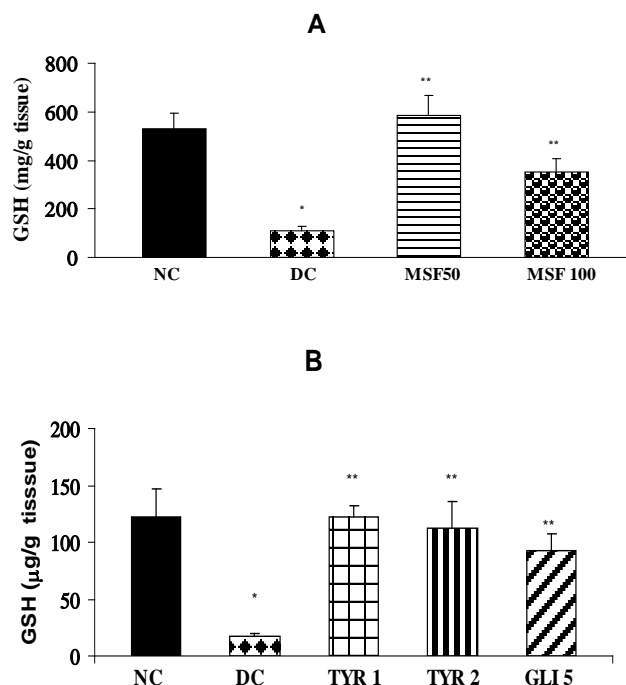 A
GSH (mg/g tissue)
800
600
400
200
0
**
*
**
NC DC MSF50 MSF 100
B
GSH (µg/g tisssue)
200
150
100
50
0
*
**
**
**
NC DC TYR 1 TYR 2 GLI 5